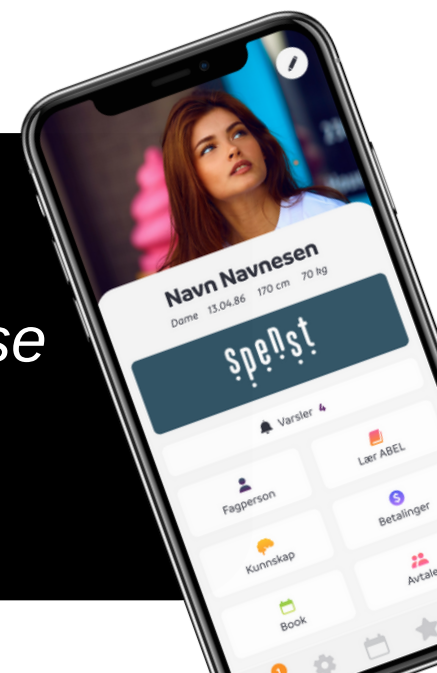 se
Navn Navnesen
Dame 13.04.86 170 cm 70 kg
spenst
Varsler 4
Fagperson
Lær ABEL
Kunnskap
Betalinger
Book
Avtale
1